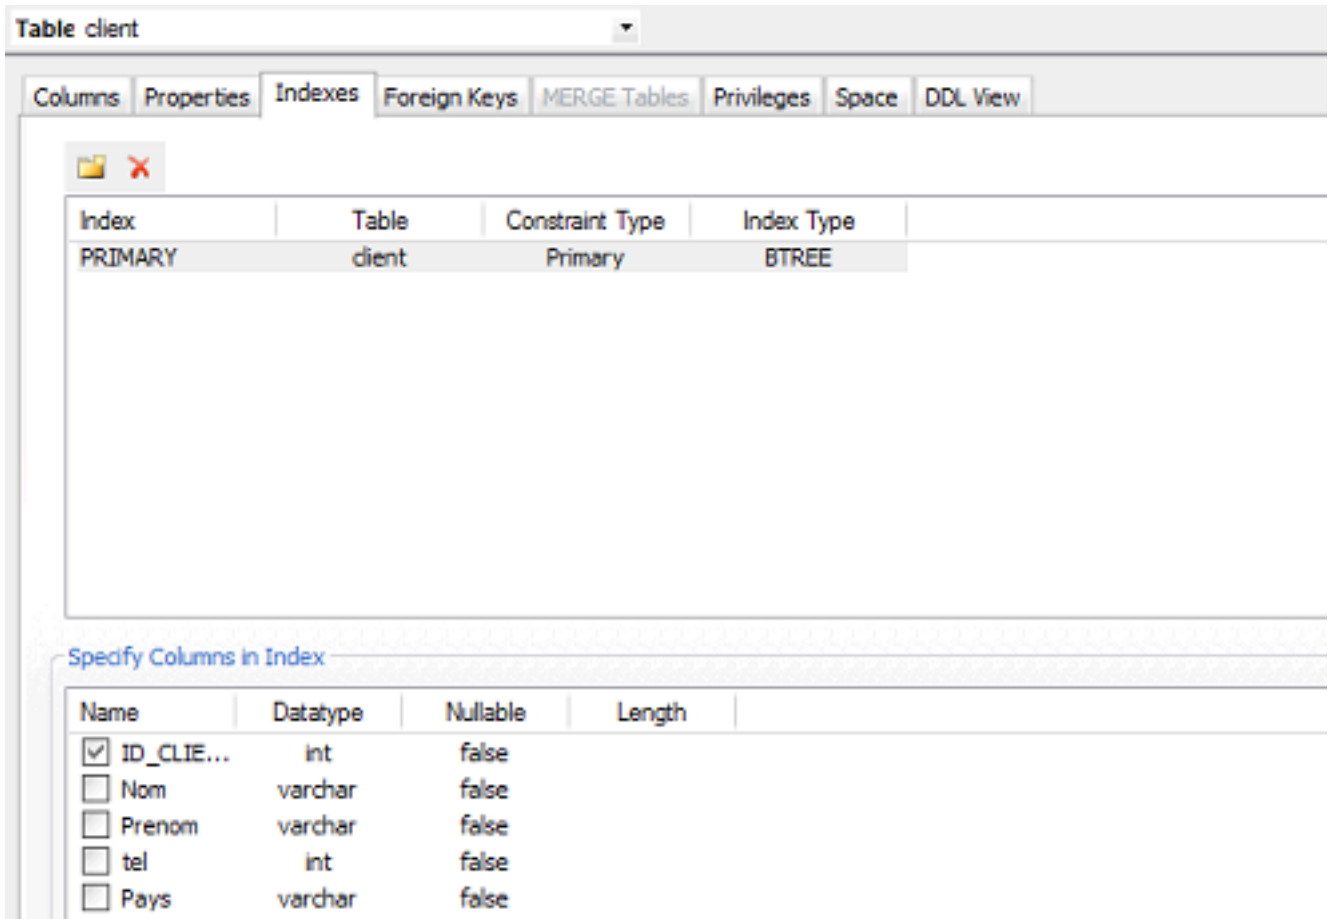 Table client
Columns Properties Indexes Foreign Keys MERGE Tables Privileges Space DDL View
Index Table Constraint Type Index Type
PRIMARY client Primary BTREE
Specify Columns in Index
Name Datatype Nullable Length
ID_CLIE... int false
Nom varchar false
Prenom varchar false
tel int false
Pays varchar false